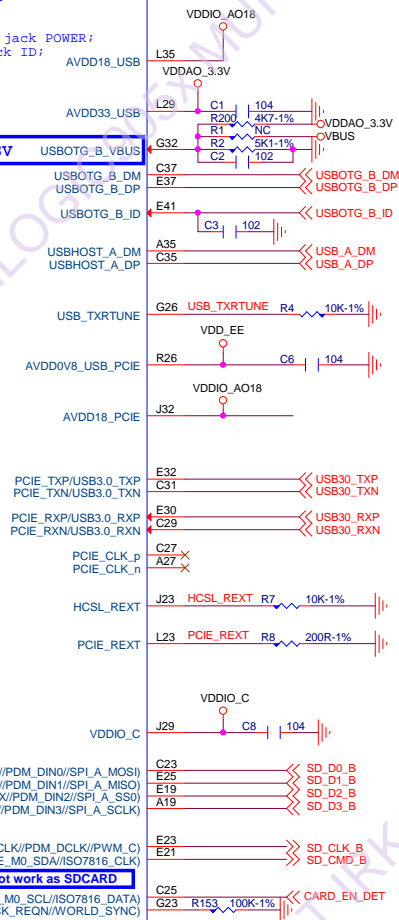 VDDIO_AO18
jack POWER;
ck ID;
AVDD18_USB L35
VDDAO_3.3V
AVDD33_USB L29 C1 104
R200 4K7-1% VDDAO_3.3V
R1 NC VBUS
USBOTG_B_VBUS G32 R2 5K1-1%
C2 102
USBOTG_B_DM C37 USBOTG_B_DM
USBOTG_B_DP E37 USBOTG_B_DP
USBOTG_B_ID E41 USBOTG_B_ID
C3 102
USBHOST_A_DM A35 USB_A_DM
USBHOST_A_DP C35 USB_A_DP
USB_TXRTUNE G26 USB_TXRTUNE R4 10K-1%
VDD_EE
AVDD0V8_USB_PCIE R26 C6 104
VDDIO_AO18
AVDD18_PCIE J32
PCIE_TXP/USB3.0_TXP E32 USB30_TXP
PCIE_TXN/USB3.0_TXN C31 USB30_TXN
PCIE_RXP/USB3.0_RXP E30 USB30_RXP
PCIE_RXN/USB3.0_RXN C29 USB30_RXN
PCIE_CLK_p C27
PCIE_CLK_n A27
HCSL_REXT J23 HCSL_REXT R7 10K-1%
PCIE_REXT L23 PCIE_REXT R8 200R-1%
VDDIO_C
VDDIO_C J29 C8 104
//PDM_DIN0//SPI_A_MOSI) C23 SD_D0_B
//PDM_DIN1//SPI_A_MISO) E25 SD_D1_B
X//PDM_DIN2//SPI_A_SS0) E19 SD_D2_B
//PDM_DIN3//SPI_A_SCLK) A19 SD_D3_B
CLK//PDM_DCLK//PWM_C) E23 SD_CLK_B
E_M0_SDA//ISO7816_CLK) E21 SD_CMD_B
ot work as SDCARD
_M0_SCL//ISO7816_DATA) C25 CARD_EN_DET
CK_REQN//WORLD_SYNC) G23 R153 100K-1%